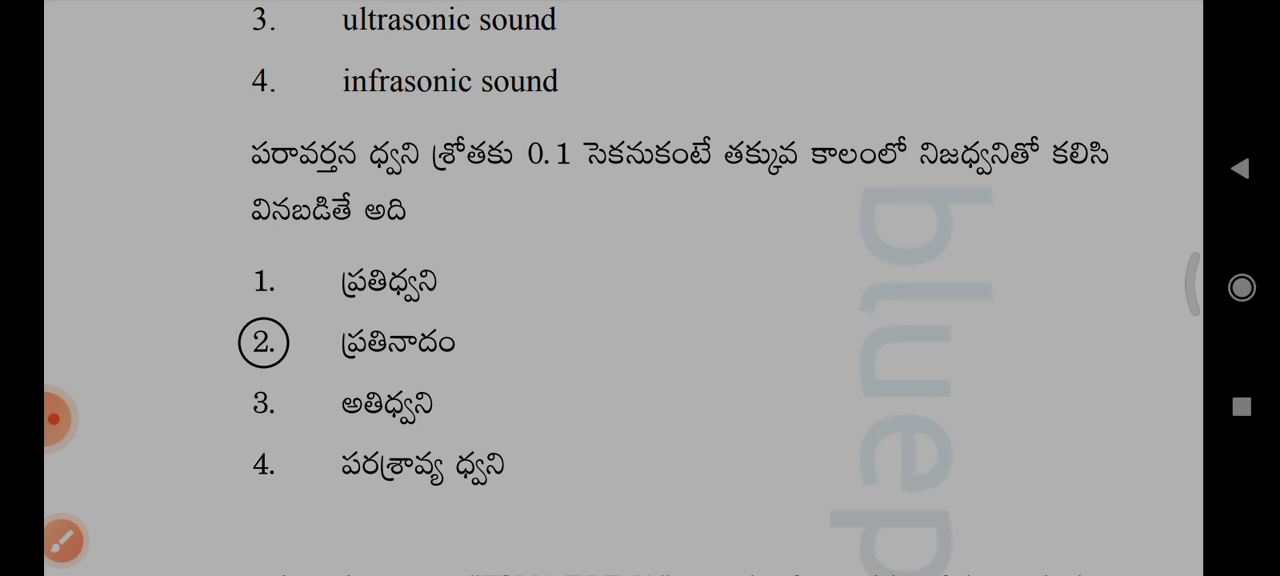 3. ultrasonic sound
4. infrasonic sound
పరావర్తన ధ్వని శ్రోతకు 0.1 సెకనుకంటే తక్కువ కాలంలో నిజధ్వనితో కలిసి
వినబడితే అది
1. ప్రతిధ్వని
2. ప్రతినాదం
3. అతిధ్వని
4. పరశ్రావ్య ధ్వని
bluep